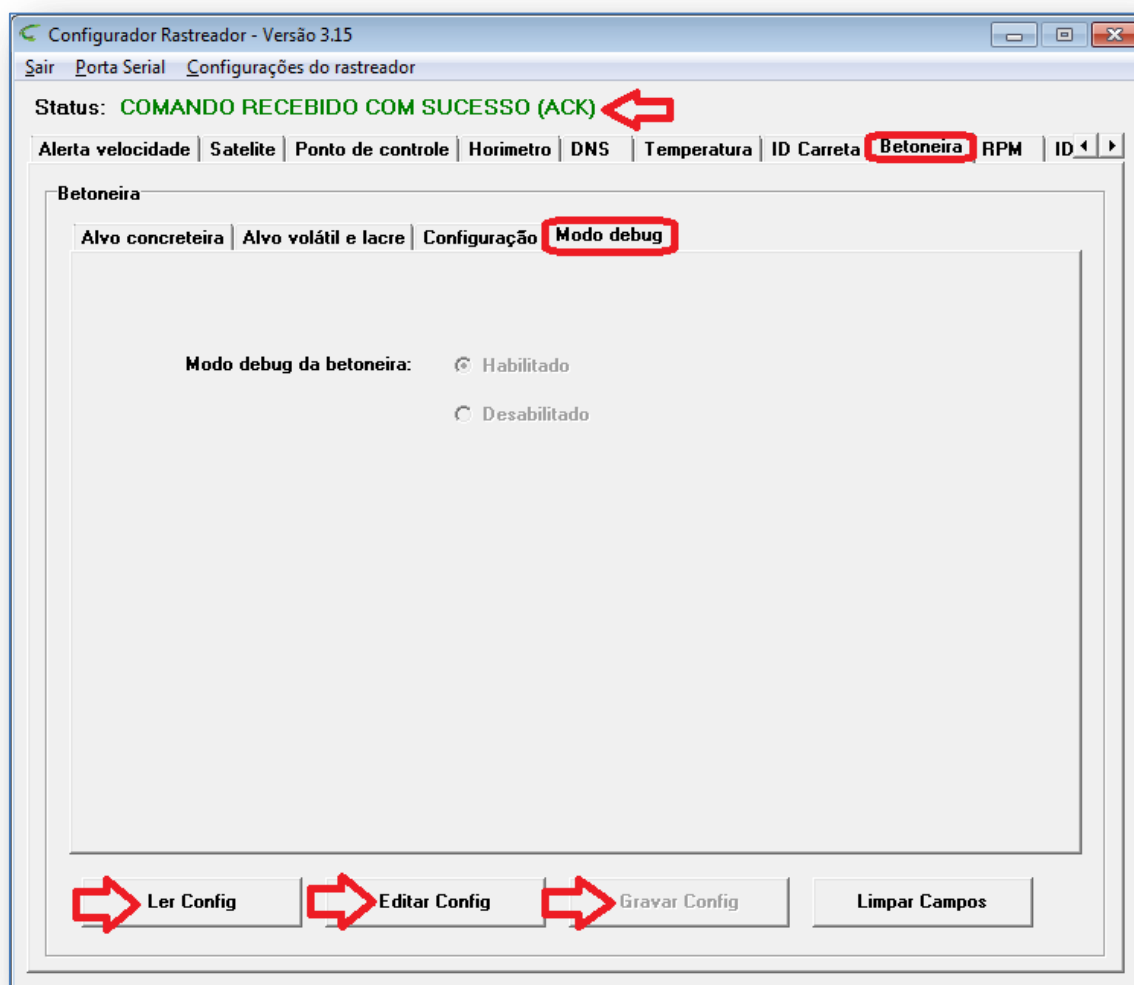 Configurador Rastreador - Versão 3.15
Sair Porta Serial Configurações do rastreador
Status: COMANDO RECEBIDO COM SUCESSO (ACK)
Alerta velocidade Satelite Ponto de controle Horimetro DNS Temperatura ID Carreta Betoneira RPM ID
Betoneira
Alvo concreteira Alvo volátil e lacre Configuração Modo debug
Modo debug da betoneira: Habilitado
Desabilitado
Ler Config Editar Config Gravar Config Limpar Campos